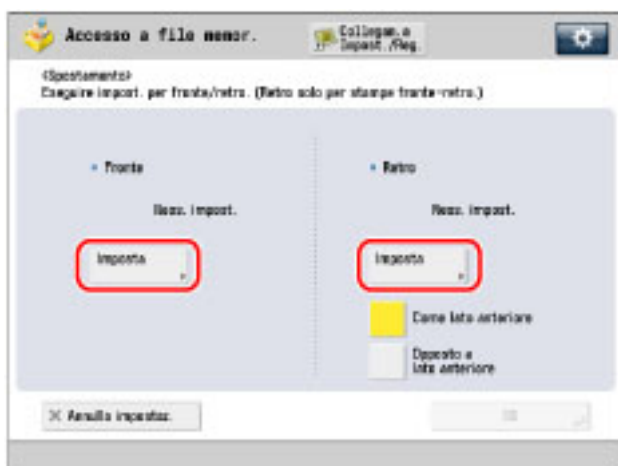 Accesso a file memor.
Collegam.a
Impost./Reg.
<Spostamento>
Eseguire impost. per fronte/retro. (Retro solo per stampe fronte-retro.)
• Fronte
• Retro
Ness. impost.
Ness. impost.
Imposta
Imposta
Come lato anteriore
Opposto a
lato anteriore
× Annulla impostaz.
OK